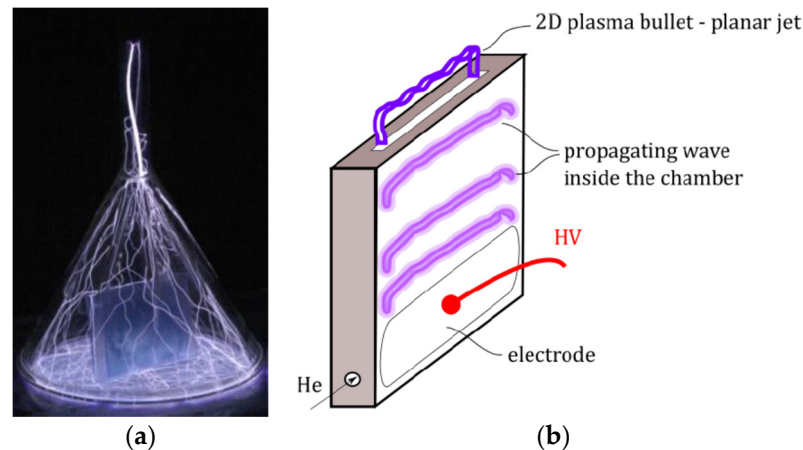 2D plasma bullet - planar jet
propagating wave
inside the chamber
HV
electrode
He
(a)
(b)